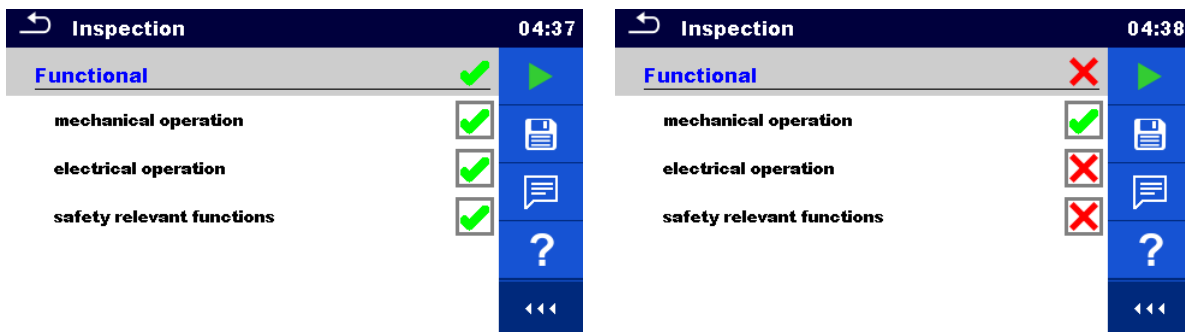 Inspection 04:37
Functional
mechanical operation
electrical operation
safety relevant functions
?
Inspection 04:38
Functional
mechanical operation
electrical operation
safety relevant functions
?